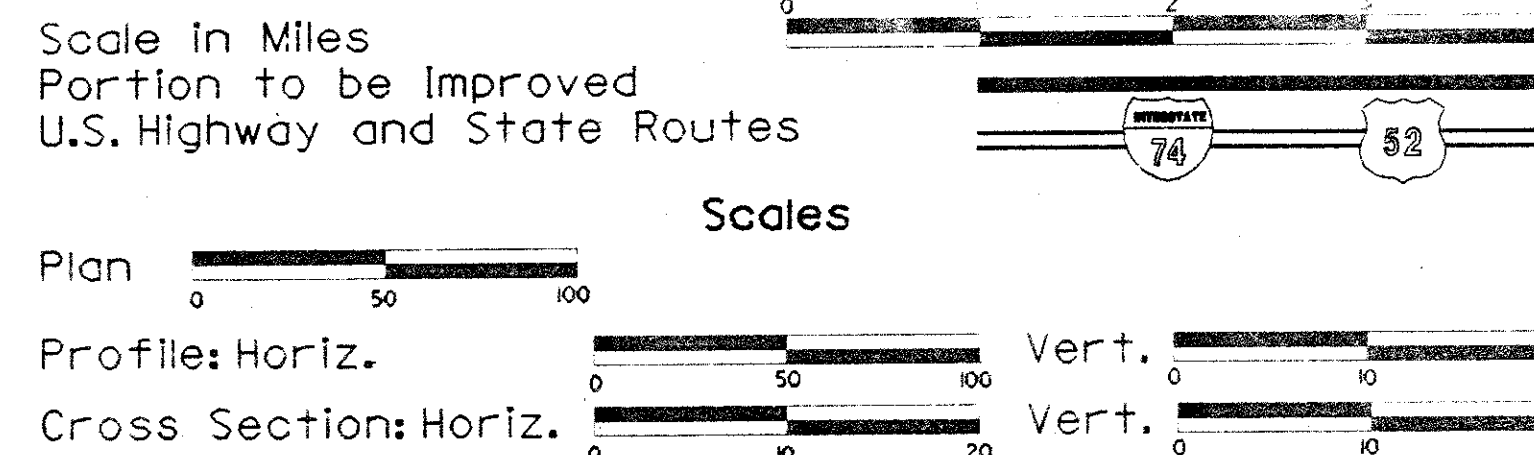 0 2 3
Scale in Miles
Portion to be Improved
U.S. Highway and State Routes
INTERSTATE 74 52
Scales
Plan
0 50 100
Profile: Horiz. Vert.
0 50 100 0 10
Cross Section: Horiz. Vert.
0 10 20 0 10